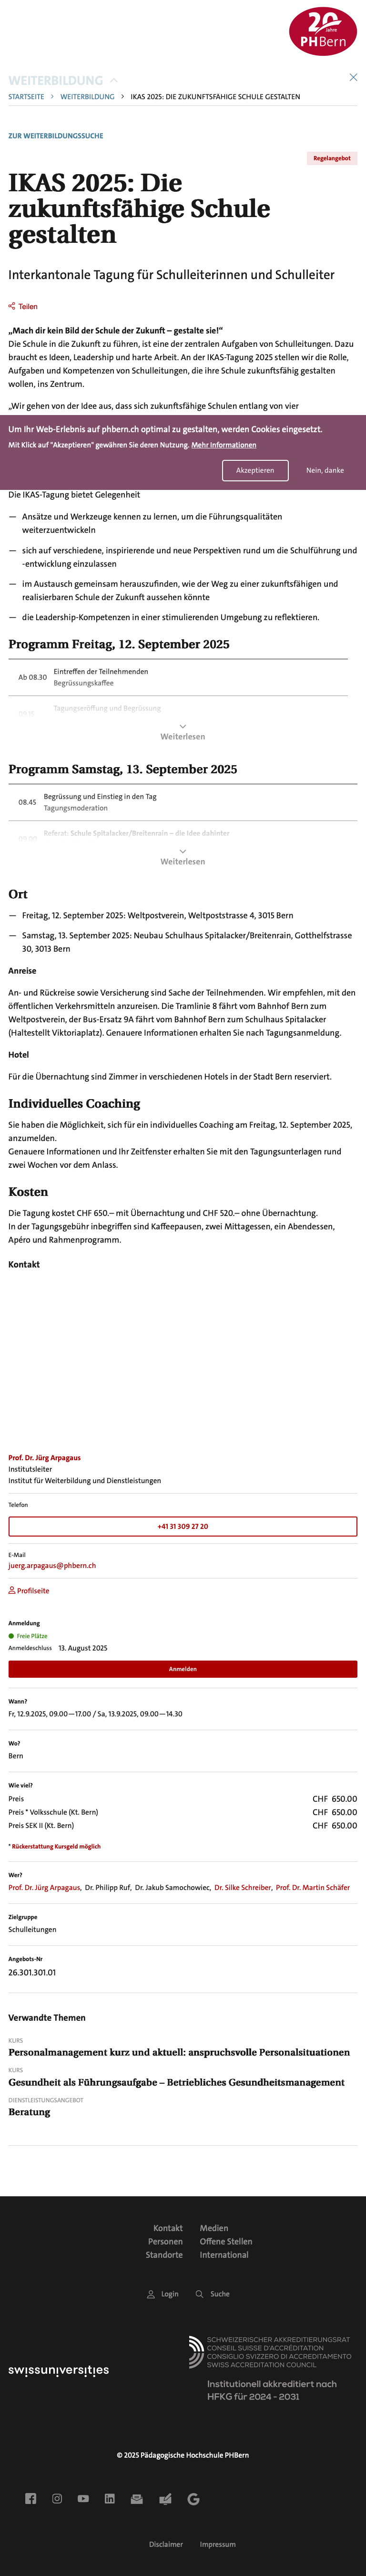 20 Jahre
PHBern
WEITERBILDUNG
STARTSEITE > WEITERBILDUNG > IKAS 2025: DIE ZUKUNFTSFÄHIGE SCHULE GESTALTEN
ZUR WEITERBILDUNGSSUCHE
Regelangebot
IKAS 2025: Die
zukunftsfähige Schule
gestalten
Interkantonale Tagung für Schulleiterinnen und Schulleiter
Teilen
„Mach dir kein Bild der Schule der Zukunft – gestalte sie!“
Die Schule in die Zukunft zu führen, ist eine der zentralen Aufgaben von Schulleitungen. Dazu
braucht es Ideen, Leadership und harte Arbeit. An der IKAS-Tagung 2025 stellen wir die Rolle,
Aufgaben und Kompetenzen von Schulleitungen, die ihre Schule zukunftsfähig gestalten
wollen, ins Zentrum.
„Wir gehen von der Idee aus, dass sich zukunftsfähige Schulen entlang von vier
Um Ihr Web-Erlebnis auf phbern.ch optimal zu gestalten, werden Cookies eingesetzt.
Mit Klick auf "Akzeptieren" gewähren Sie deren Nutzung. Mehr Informationen
Akzeptieren Nein, danke
Die IKAS-Tagung bietet Gelegenheit
— Ansätze und Werkzeuge kennen zu lernen, um die Führungsqualitäten
weiterzuentwickeln
— sich auf verschiedene, inspirierende und neue Perspektiven rund um die Schulführung und
-entwicklung einzulassen
— im Austausch gemeinsam herauszufinden, wie der Weg zu einer zukunftsfähigen und
realisierbaren Schule der Zukunft aussehen könnte
— die Leadership-Kompetenzen in einer stimulierenden Umgebung zu reflektieren.
Programm Freitag, 12. September 2025
Ab 08.30 Eintreffen der Teilnehmenden
Begrüssungskaffee
Tagungseröffung und Begrüssung
Weiterlesen
Programm Samstag, 13. September 2025
08.45 Begrüssung und Einstieg in den Tag
Tagungsmoderation
09.00 Referat: Schule Spitalacker/Breitenrain – die Idee dahinter
Weiterlesen
Ort
— Freitag, 12. September 2025: Weltpostverein, Weltpoststrasse 4, 3015 Bern
— Samstag, 13. September 2025: Neubau Schulhaus Spitalacker/Breitenrain, Gotthelfstrasse
30, 3013 Bern
Anreise
An- und Rückreise sowie Versicherung sind Sache der Teilnehmenden. Wir empfehlen, mit den
öffentlichen Verkehrsmitteln anzureisen. Die Tramlinie 8 fährt vom Bahnhof Bern zum
Weltpostverein, der Bus-Ersatz 9A fährt vom Bahnhof Bern zum Schulhaus Spitalacker
(Haltestellt Viktoriaplatz). Genauere Informationen erhalten Sie nach Tagungsanmeldung.
Hotel
Für die Übernachtung sind Zimmer in verschiedenen Hotels in der Stadt Bern reserviert.
Individuelles Coaching
Sie haben die Möglichkeit, sich für ein individuelles Coaching am Freitag, 12. September 2025,
anzumelden.
Genauere Informationen und Ihr Zeitfenster erhalten Sie mit den Tagungsunterlagen rund
zwei Wochen vor dem Anlass.
Kosten
Die Tagung kostet CHF 650.– mit Übernachtung und CHF 520.– ohne Übernachtung.
In der Tagungsgebühr inbegriffen sind Kaffeepausen, zwei Mittagessen, ein Abendessen,
Apéro und Rahmenprogramm.
Kontakt
Prof. Dr. Jürg Arpagaus
Institutsleiter
Institut für Weiterbildung und Dienstleistungen
Telefon
+41 31 309 27 20
E-Mail
juerg.arpagaus@phbern.ch
Profilseite
Anmeldung
Freie Plätze
Anmeldeschluss 13. August 2025
Anmelden
Wann?
Fr, 12.9.2025, 09.00—17.00 / Sa, 13.9.2025, 09.00—14.30
Wo?
Bern
Wie viel?
Preis CHF 650.00
Preis * Volksschule (Kt. Bern) CHF 650.00
Preis SEK II (Kt. Bern) CHF 650.00
* Rückerstattung Kursgeld möglich
Wer?
Prof. Dr. Jürg Arpagaus, Dr. Philipp Ruf, Dr. Jakub Samochowiec, Dr. Silke Schreiber, Prof. Dr. Martin Schäfer
Zielgruppe
Schulleitungen
Angebots-Nr
26.301.301.01
Verwandte Themen
KURS
Personalmanagement kurz und aktuell: anspruchsvolle Personalsituationen
KURS
Gesundheit als Führungsaufgabe – Betriebliches Gesundheitsmanagement
DIENSTLEISTUNGSANGEBOT
Beratung
Kontakt Medien
Personen Offene Stellen
Standorte International
Login Suche
swissuniversities
SCHWEIZERISCHER AKKREDITIERUNGSRAT
CONSEIL SUISSE D'ACCRÉDITATION
CONSIGLIO SVIZZERO DI ACCREDITAMENTO
SWISS ACCREDITATION COUNCIL
Institutionell akkreditiert nach
HFKG für 2024 - 2031
© 2025 Pädagogische Hochschule PHBern
Disclaimer Impressum